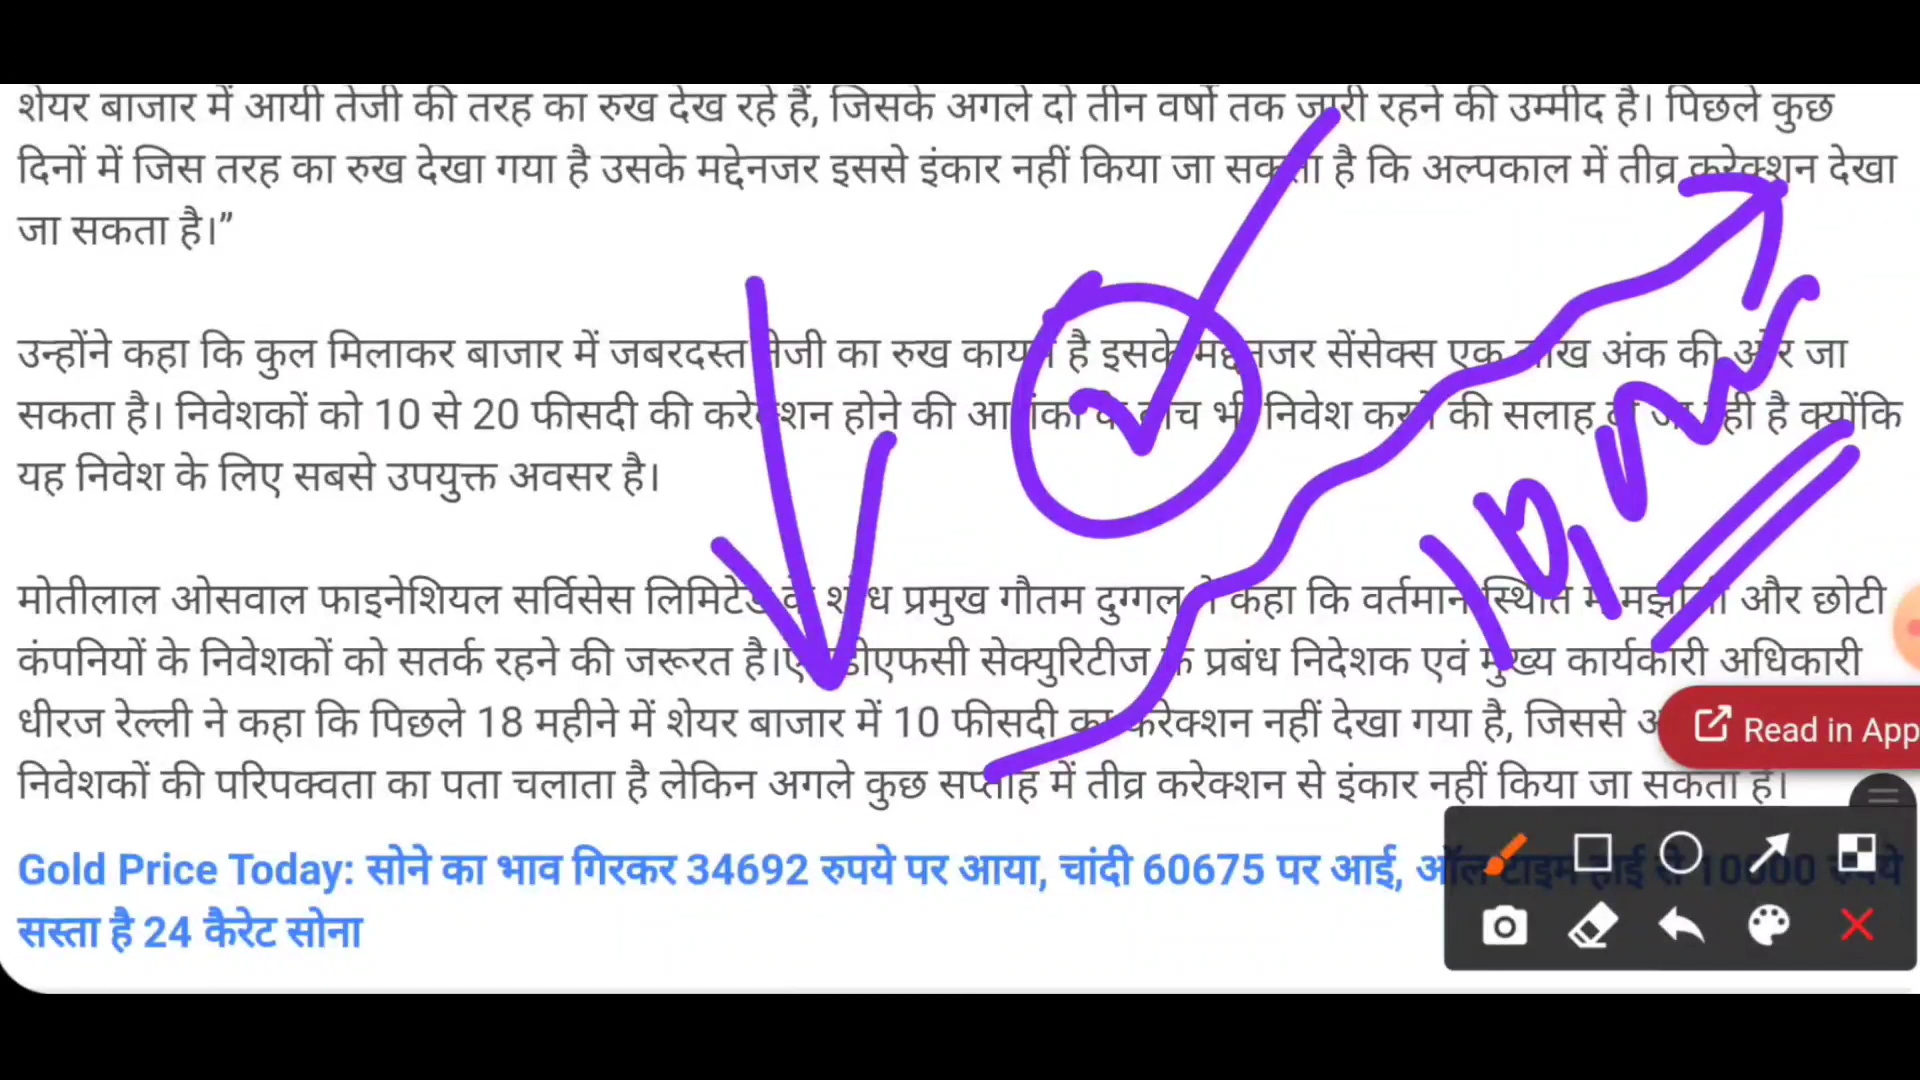 शेयर बाजार में आयी तेजी की तरह का रुख देख रहे हैं, जिसके अगले दो तीन वर्षों तक जारी रहने की उम्मीद है। पिछले कुछ
दिनों में जिस तरह का रुख देखा गया है उसके मद्देनजर इससे इंकार नहीं किया जा सकता है कि अल्पकाल में तीव्र करेक्शन देखा
जा सकता है।”
उन्होंने कहा कि कुल मिलाकर बाजार में जबरदस्त तेजी का रुख कायम है इसके मद्देनजर सेंसेक्स एक लाख अंक की ओर जा
सकता है। निवेशकों को 10 से 20 फीसदी की करेक्शन होने की आशंका के बीच भी निवेश करने की सलाह दी जा रही है क्योंकि
यह निवेश के लिए सबसे उपयुक्त अवसर है।
मोतीलाल ओसवाल फाइनेशियल सर्विसेस लिमिटेड के शोध प्रमुख गौतम दुग्गल ने कहा कि वर्तमान स्थिति में मझोली और छोटी
कंपनियों के निवेशकों को सतर्क रहने की जरूरत है।एचडीएफसी सेक्युरिटीज के प्रबंध निदेशक एवं मुख्य कार्यकारी अधिकारी
धीरज रेल्ली ने कहा कि पिछले 18 महीने में शेयर बाजार में 10 फीसदी का करेक्शन नहीं देखा गया है, जिससे
Read in App
निवेशकों की परिपक्वता का पता चलाता है लेकिन अगले कुछ सप्ताह में तीव्र करेक्शन से इंकार नहीं किया जा सकता है।
Gold Price Today: सोने का भाव गिरकर 34692 रुपये पर आया, चांदी 60675 पर आई, ऑल टाइम हाई से 10000 रुपये
सस्ता है 24 कैरेट सोना